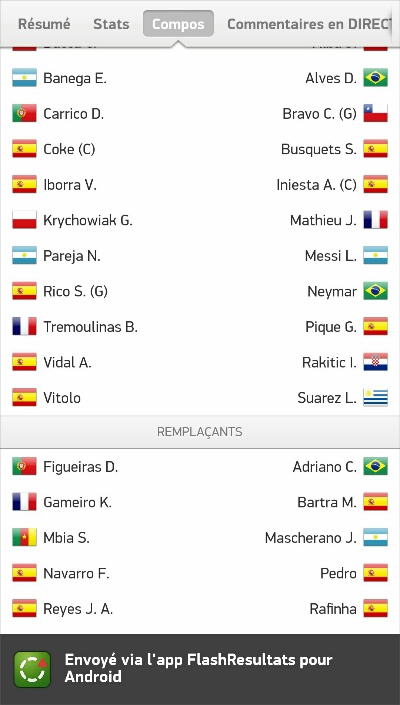 Résumé Stats Compos Commentaires en DIRECT
Banega E. Alves D.
Carrico D. Bravo C. (G)
Coke (C) Busquets S.
Iborra V. Iniesta A. (C)
Krychowiak G. Mathieu J.
Pareja N. Messi L.
Rico S. (G) Neymar
Tremoulinas B. Pique G.
Vidal A. Rakitic I.
Vitolo Suarez L.
REMPLAÇANTS
Figueiras D. Adriano C.
Gameiro K. Bartra M.
Mbia S. Mascherano J.
Navarro F. Pedro
Reyes J. A. Rafinha
Envoyé via l'app FlashResultats pour
Android